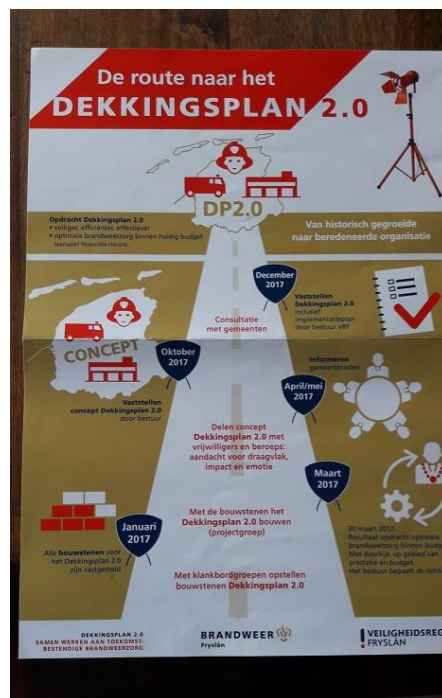 De route naar het
DEKKINGSPLAN 2.0
DP2.0
Opdracht Dekkingsplan 2.0
• veiliger, efficiënter, effectiever
• optimale brandweerzorg binnen huidig budget
(exclusief financiële risico's)
Van historisch gegroeide
naar beredeneerde organisatie
December
2017
Vaststellen
Dekkingsplan 2.0
inclusief
implementatieplan
door bestuur VRF
Consultatie
met gemeenten
CONCEPT
Oktober
2017
Vaststellen
concept Dekkingsplan 2.0
door bestuur
Informeren
gemeenteraden
April/mei
2017
Delen concept
Dekkingsplan 2.0 met
vrijwilligers en beroeps:
aandacht voor draagvlak,
impact en emotie
Maart
2017
30 maart 2017:
Resultaat opdracht optimale
brandweerzorg binnen budg
Met doorkijk op gebied van
prestatie en budget.
Het bestuur bepaalt de richti
Met de bouwstenen het
Dekkingsplan 2.0 bouwen
(projectgroep)
Januari
2017
Alle bouwstenen voor
het Dekkingsplan 2.0
zijn vastgesteld
Met klankbordgroepen opstellen
bouwstenen Dekkingsplan 2.0
DEKKINGSPLAN 2.0
SAMEN WERKEN AAN TOEKOMST-
BESTENDIGE BRANDWEERZORG
BRANDWEER
Fryslân
VEILIGHEIDSREG
FRYSLÂN